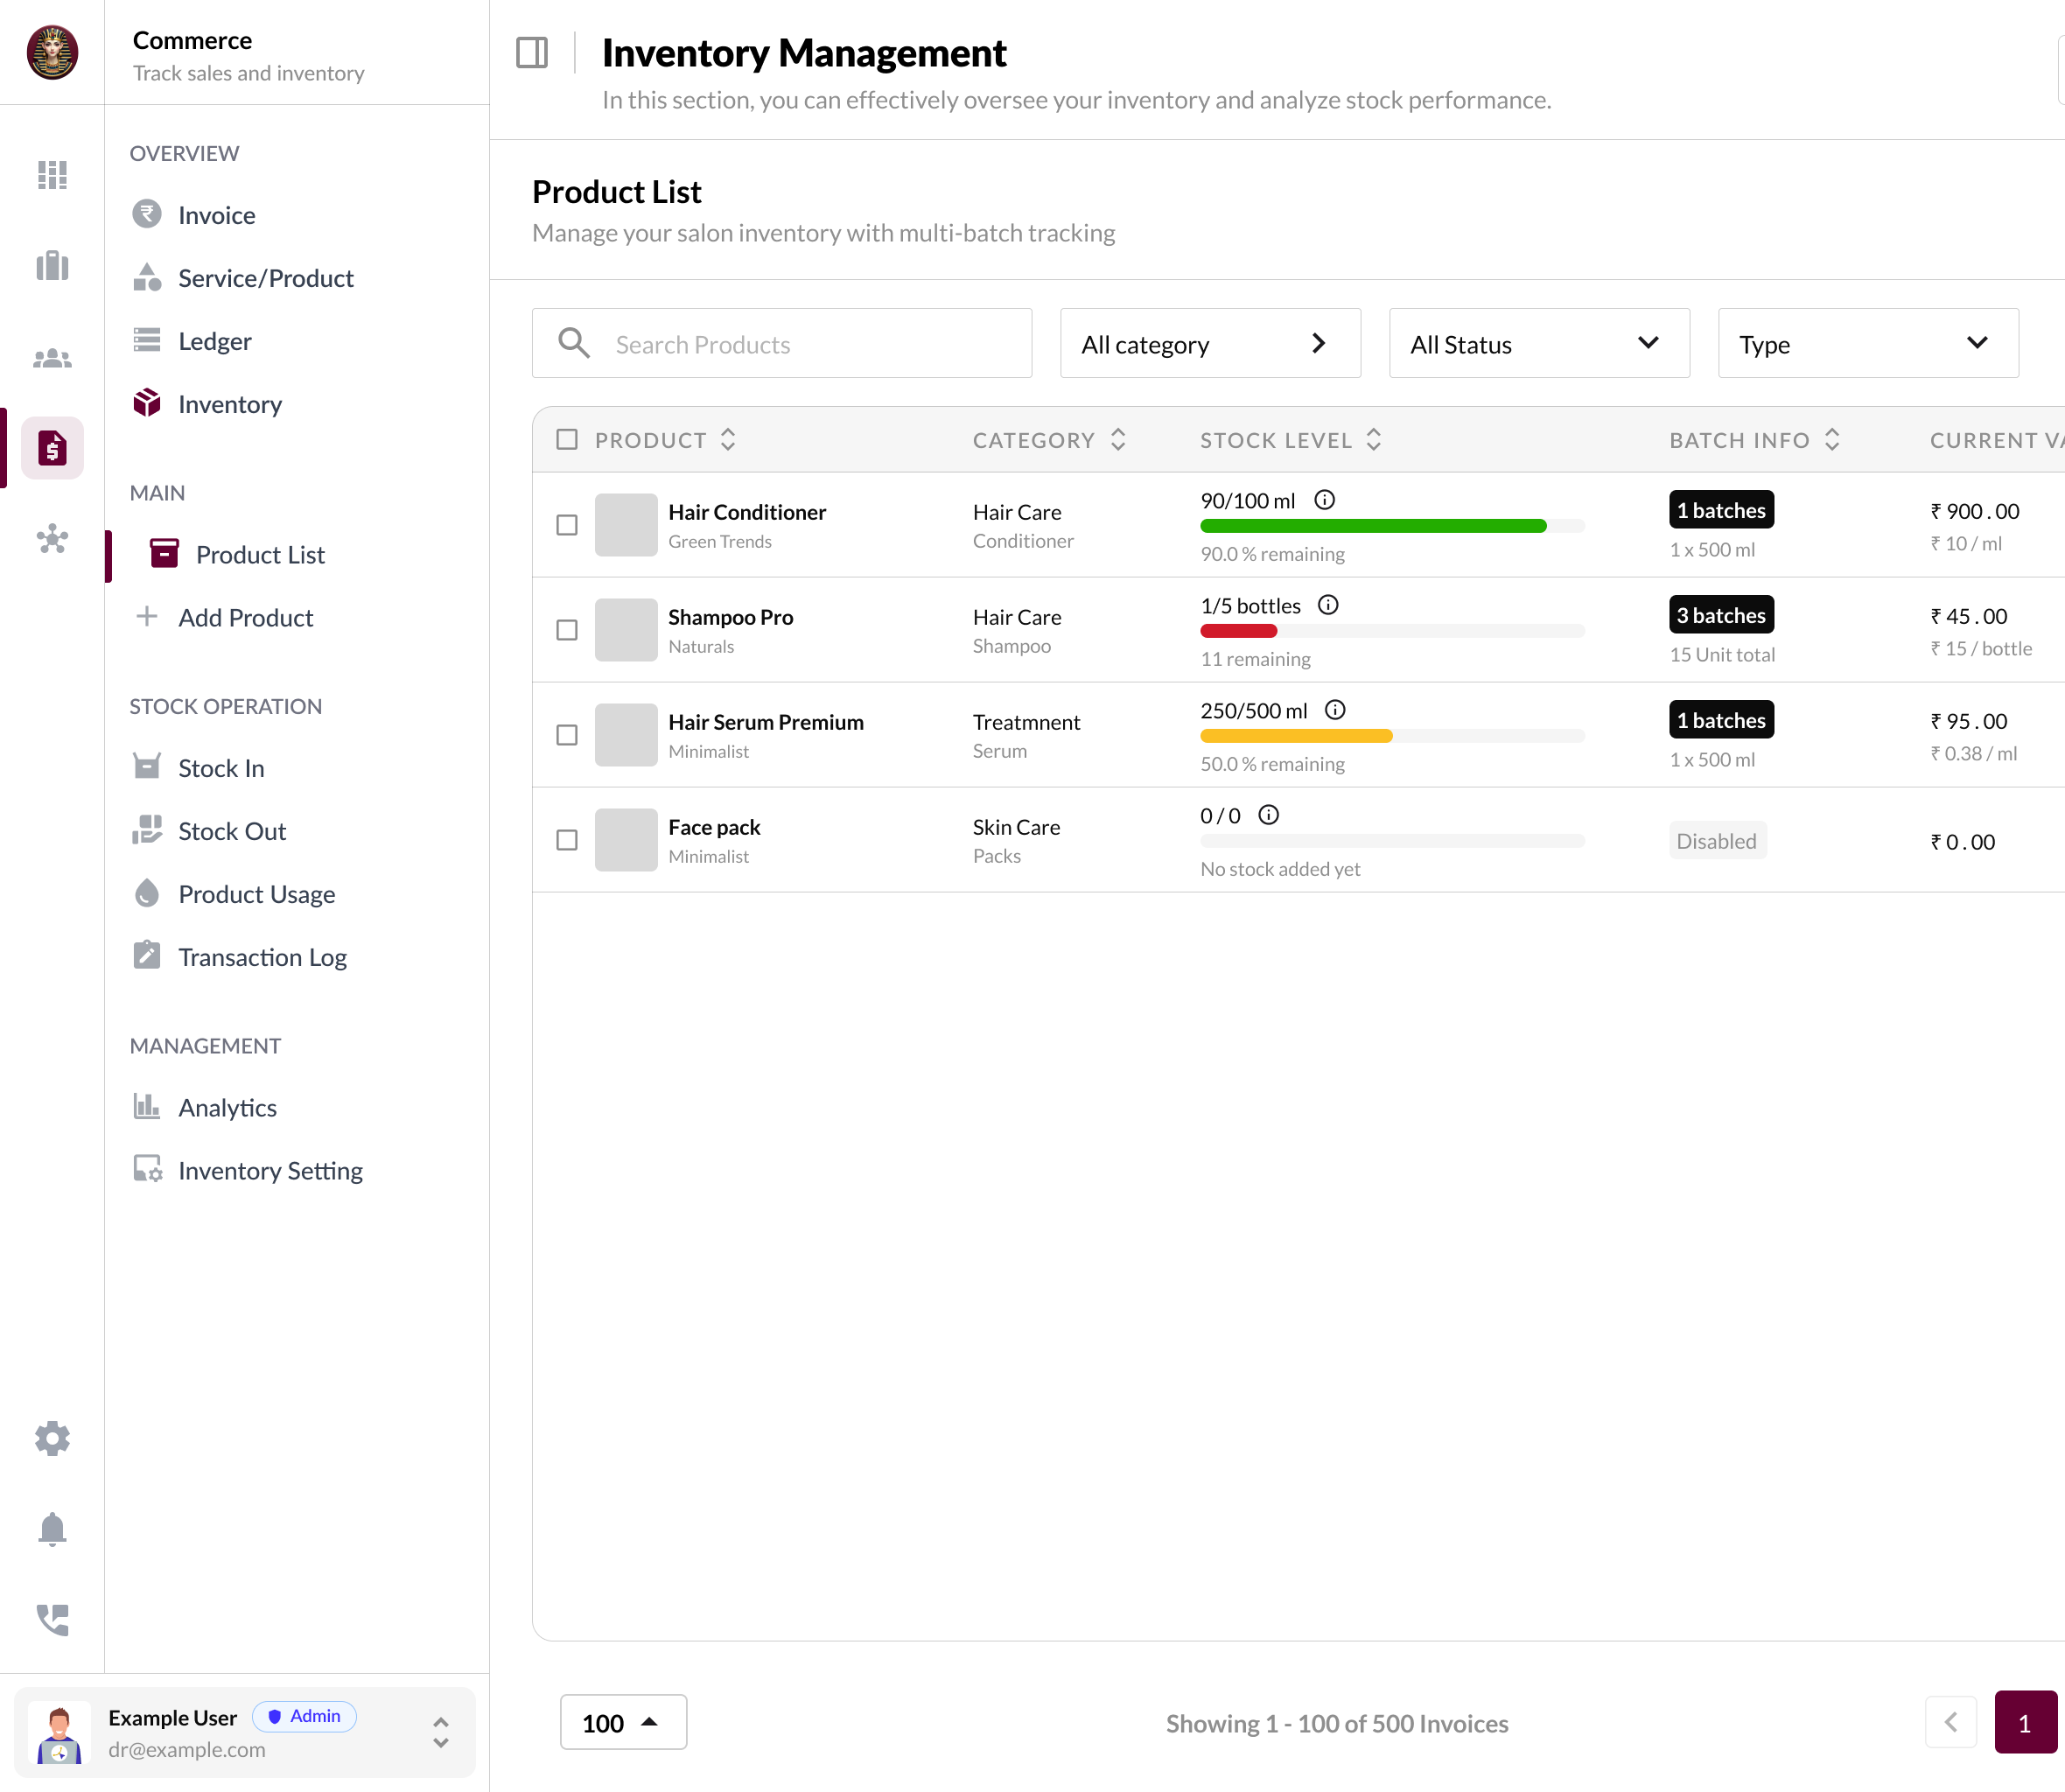 Commerce
Track sales and inventory
OVERVIEW
Invoice
Service/Product
Ledger
Inventory
MAIN
Product List
Add Product
STOCK OPERATION
Stock In
Stock Out
Product Usage
Transaction Log
MANAGEMENT
Analytics
Inventory Setting
Example User
Admin
dr@example.com
Inventory Management
In this section, you can effectively oversee your inventory and analyze stock performance.
Product List
Manage your salon inventory with multi-batch tracking
Search Products
All category
All Status
Type
PRODUCT CATEGORY STOCK LEVEL BATCH INFO CURRENT VA
Hair Conditioner
Green Trends
Hair Care
Conditioner
90/100 ml
90.0 % remaining
1 batches
1 x 500 ml
₹ 900.00
₹ 10 / ml
Shampoo Pro
Naturals
Hair Care
Shampoo
1/5 bottles
11 remaining
3 batches
15 Unit total
₹ 45.00
₹ 15 / bottle
Hair Serum Premium
Minimalist
Treatmnent
Serum
250/500 ml
50.0 % remaining
1 batches
1 x 500 ml
₹ 95.00
₹ 0.38 / ml
Face pack
Minimalist
Skin Care
Packs
0 / 0
No stock added yet
Disabled
₹ 0.00
100
Showing 1 - 100 of 500 Invoices
1